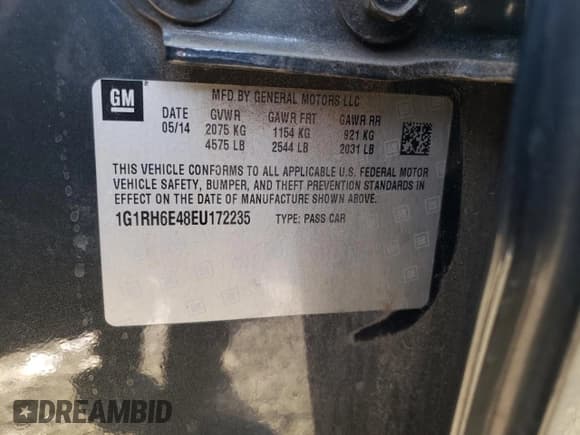 GM
MFD BY GENERAL MOTORS LLC
DATE GVWR GAWR FRT GAWR RR
05/14 2075 KG 1154 KG 921 KG
4575 LB 2544 LB 2031 LB
THIS VEHICLE CONFORMS TO ALL APPLICABLE U.S. FEDERAL MOTOR
VEHICLE SAFETY, BUMPER, AND THEFT PREVENTION STANDARDS IN
EFFECT ON THE DATE OF MANUFACTURE SHOWN ABOVE.
1G1RH6E48EU172235 TYPE: PASS CAR
DREAMBID